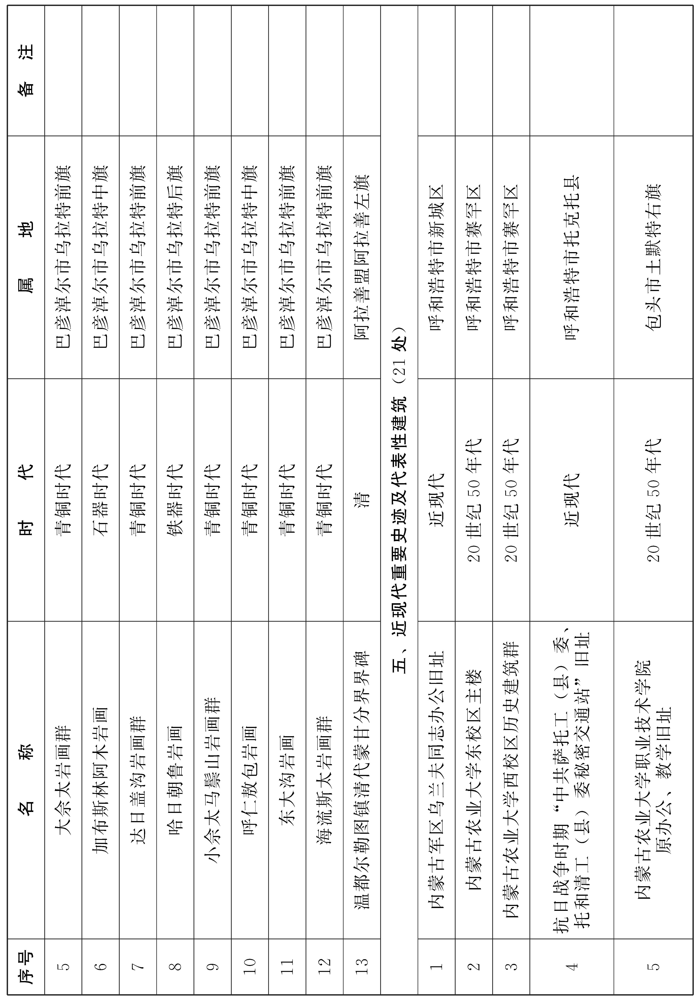 序号 名 称 时 代 属 地 备 注
5 大佘太岩画群 青铜时代 巴彦淖尔市乌拉特前旗
6 加布斯林阿木岩画 石器时代 巴彦淖尔市乌拉特中旗
7 达日盖沟岩画群 青铜时代 巴彦淖尔市乌拉特前旗
8 哈日朝鲁岩画 铁器时代 巴彦淖尔市乌拉特后旗
9 小佘太马鬃山岩画群 青铜时代 巴彦淖尔市乌拉特前旗
10 呼仁敖包岩画 青铜时代 巴彦淖尔市乌拉特中旗
11 东大沟岩画 青铜时代 巴彦淖尔市乌拉特前旗
12 海流斯太岩画群 青铜时代 巴彦淖尔市乌拉特前旗
13 温都尔勒图镇清代蒙甘分界界碑 清 阿拉善盟阿拉善左旗
五、近现代重要史迹及代表性建筑（21 处）
1 内蒙古军区乌兰夫同志办公旧址 近现代 呼和浩特市新城区
2 内蒙古农业大学东校区主楼 20 世纪 50 年代 呼和浩特市赛罕区
3 内蒙古农业大学西校区历史建筑群 20 世纪 50 年代 呼和浩特市赛罕区
4 抗日战争时期“中共萨托工（县）委、
托和清工（县）委秘密交通站”旧址 近现代 呼和浩特市托克托县
5 内蒙古农业大学职业技术学院
原办公、教学旧址 20 世纪 50 年代 包头市土默特右旗